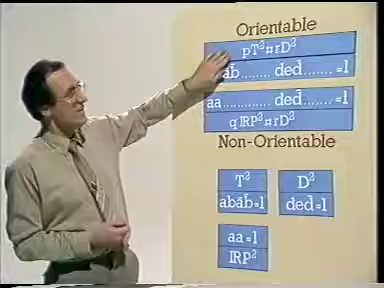 Orientable
pT²#rD²
ab̄........ded̄.......=1
aa............. ded̄.......=1
qIRP²#rD²
Non-Orientable
T² D²
abāb̄=1 ded̄=1
aa=1
IRP²